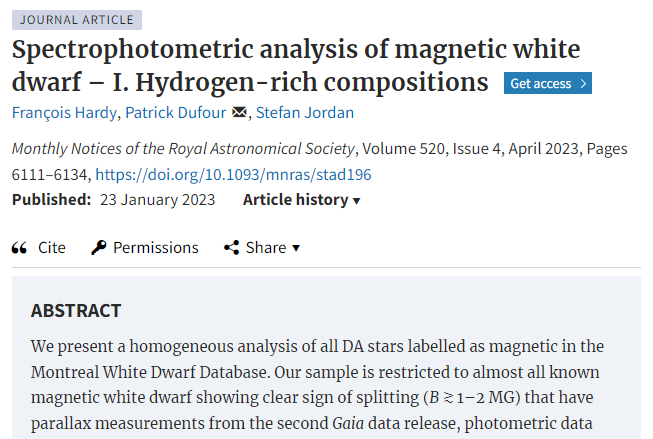 JOURNAL ARTICLE
Spectrophotometric analysis of magnetic white
dwarf – I. Hydrogen-rich compositions Get access >
François Hardy, Patrick Dufour, Stefan Jordan
Monthly Notices of the Royal Astronomical Society, Volume 520, Issue 4, April 2023, Pages
6111–6134, https://doi.org/10.1093/mnras/stad196
Published: 23 January 2023 Article history ▾
Cite Permissions Share ▾
ABSTRACT
We present a homogeneous analysis of all DA stars labelled as magnetic in the
Montreal White Dwarf Database. Our sample is restricted to almost all known
magnetic white dwarf showing clear sign of splitting (B ≳ 1–2 MG) that have
parallax measurements from the second Gaia data release, photometric data